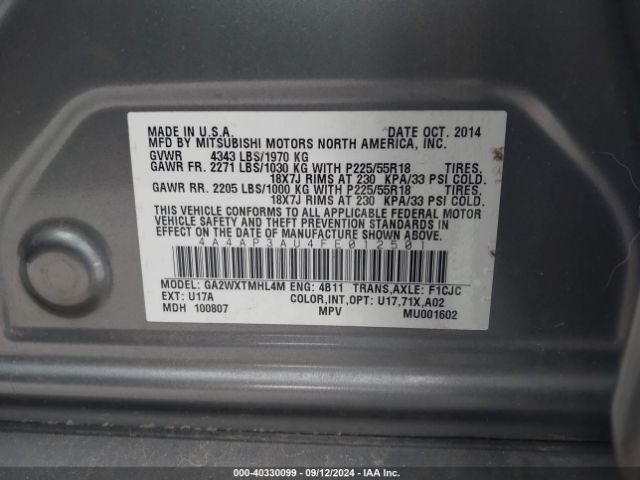 MADE IN U.S.A. DATE OCT. 2014
MFD BY MITSUBISHI MOTORS NORTH AMERICA, INC.
GVWR 4343 LBS/1970 KG
GAWR FR. 2271 LBS/1030 KG WITH P225/55R18 TIRES,
18X7J RIMS AT 230 KPA/33 PSI COLD.
GAWR RR. 2205 LBS/1000 KG WITH P225/55R18 TIRES,
18X7J RIMS AT 230 KPA/33 PSI COLD.
THIS VEHICLE CONFORMS TO ALL APPLICABLE FEDERAL MOTOR
VEHICLE SAFETY AND THEFT PREVENTION STANDARDS IN
EFFECT ON THE DATE OF MANUFACTURE SHOWN ABOVE.
4A4AP3AU4FE012501
MODEL: GA2WXTMHL4M ENG: 4B11 TRANS,AXLE: F1CJC
EXT: U17A COLOR,INT,OPT: U17,71X,A02
MDH 100807 MPV MU001602
000-40330099 - 09/12/2024 - IAA Inc.